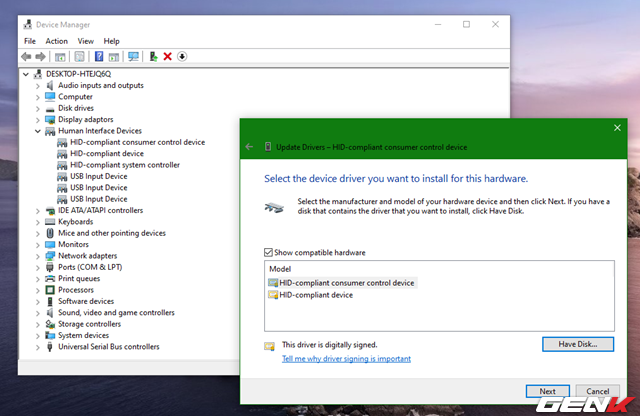 Device Manager
File Action View Help
DESKTOP-HTEJQ6Q
Audio inputs and outputs
Computer
Disk drives
Display adaptors
Human Interface Devices
HID-compliant consumer control device
HID-compliant device
HID-compliant system controller
USB Input Device
USB Input Device
USB Input Device
IDE ATA/ATAPI controllers
Keyboards
Mice and other pointing devices
Monitors
Network adapters
Ports (COM & LPT)
Print queues
Processors
Software devices
Sound, video and game controllers
Storage controllers
System devices
Universal Serial Bus controllers
Update Drivers – HID-compliant consumer control device
Select the device driver you want to install for this hardware.
Select the manufacturer and model of your hardware device and then click Next. If you have a
disk that contains the driver that you want to install, click Have Disk.
Show compatible hardware
Model
HID-compliant consumer control device
HID-compliant device
This driver is digitally signed.
Have Disk...
Tell me why driver signing is important
Next Cancel
GENK